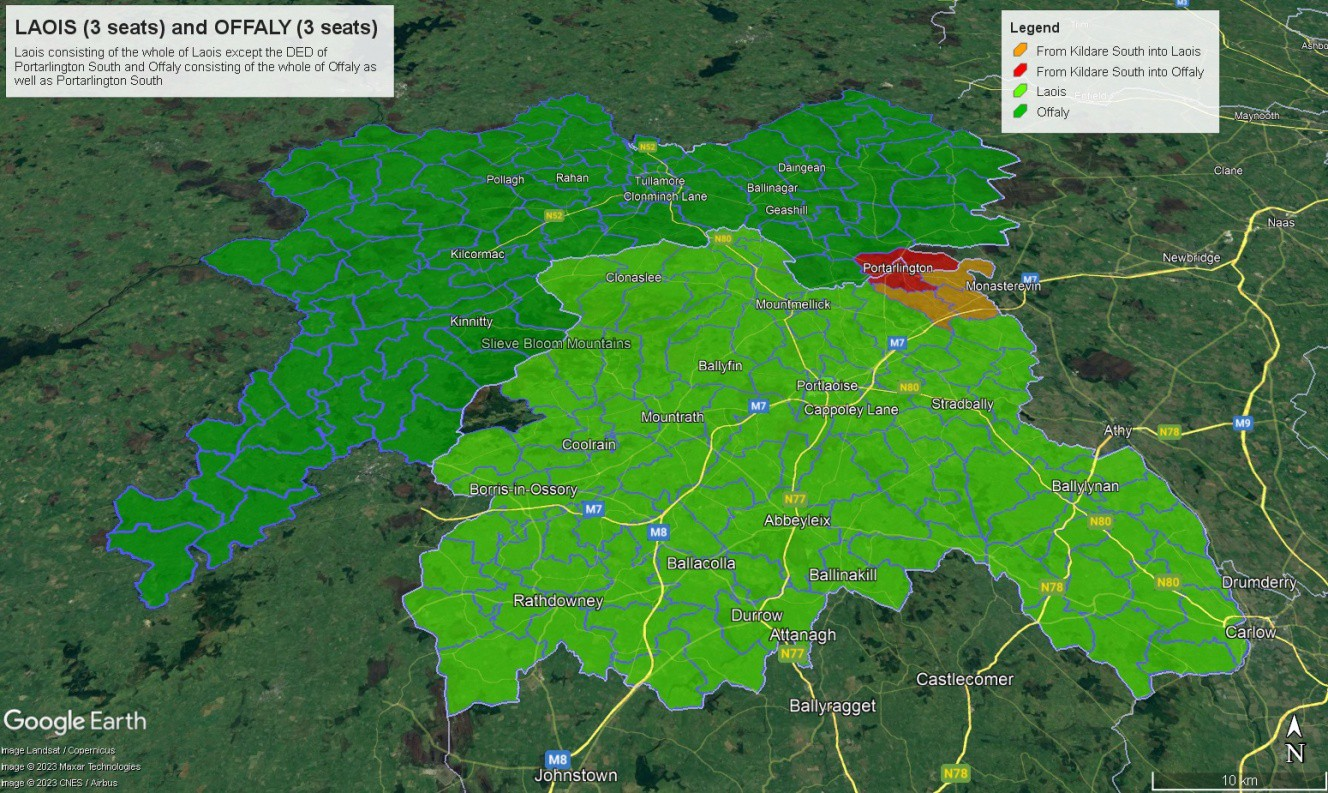 LAOIS (3 seats) and OFFALY (3 seats)
Laois consisting of the whole of Laois except the DED of
Portarlington South and Offaly consisting of the whole of Offaly as
well as Portarlington South
Legend
From Kildare South into Laois
From Kildare South into Offaly
Laois
Offaly
M3
Enfield
Maynooth
Clane
Naas
Newbridge
N52
Daingean
Pollagh
Rahan
Tullamore
Ballinagar
Clonminch Lane
Geashill
N52
N80
Kilcormac
Portarlington
Clonaslee
M7
Monasterevin
Mountmellick
Kinnitty
Slieve Bloom Mountains
M7
Ballyfin
Portlaoise
N80
M7
Cappoley Lane
Stradbally
Mountrath
M9
Athy
N78
Coolrain
Borris-in-Ossory
Ballylynan
N77
M7
Abbeyleix
N80
M8
Ballacolla
Ballinakill
N78
N80
Drumderry
Rathdowney
Durrow
Attanagh
Carlow
N77
Castlecomer
Ballyragget
M8
Johnstown
N78
Google Earth
Image Landsat / Copernicus
Image © 2023 Maxar Technologies
Image © 2023 CNES / Airbus
N
10 km